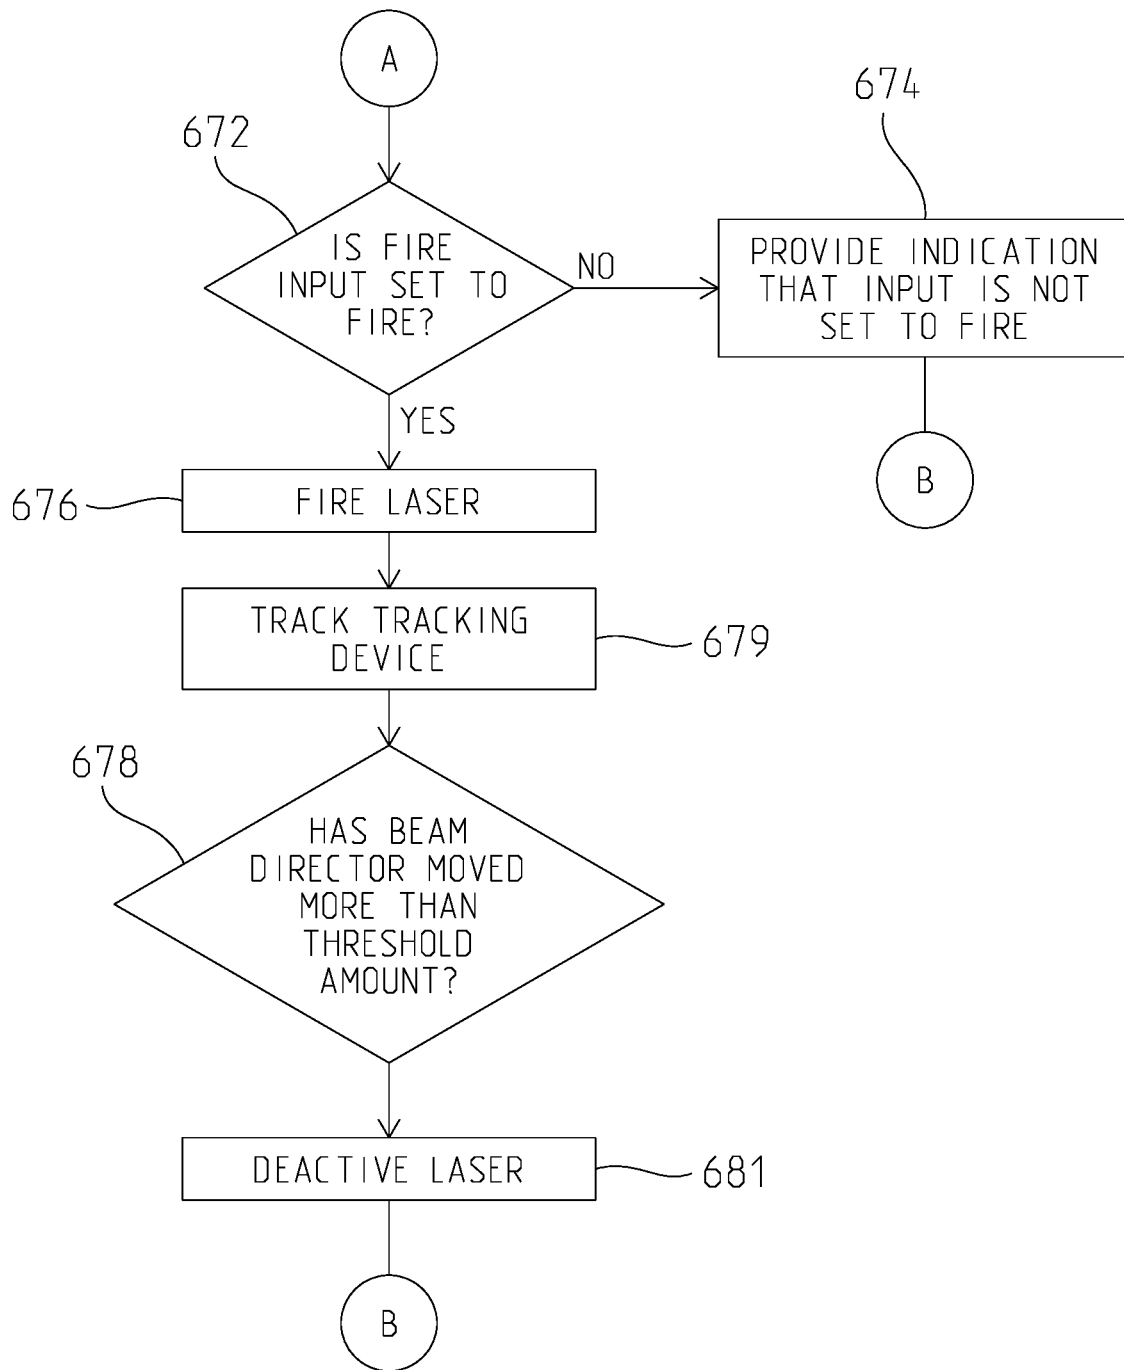 A
672
674
IS FIRE
INPUT SET TO
FIRE?
NO
PROVIDE INDICATION
THAT INPUT IS NOT
SET TO FIRE
YES
B
676
FIRE LASER
TRACK TRACKING
DEVICE
679
678
HAS BEAM
DIRECTOR MOVED
MORE THAN
THRESHOLD
AMOUNT?
DEACTIVE LASER
681
B